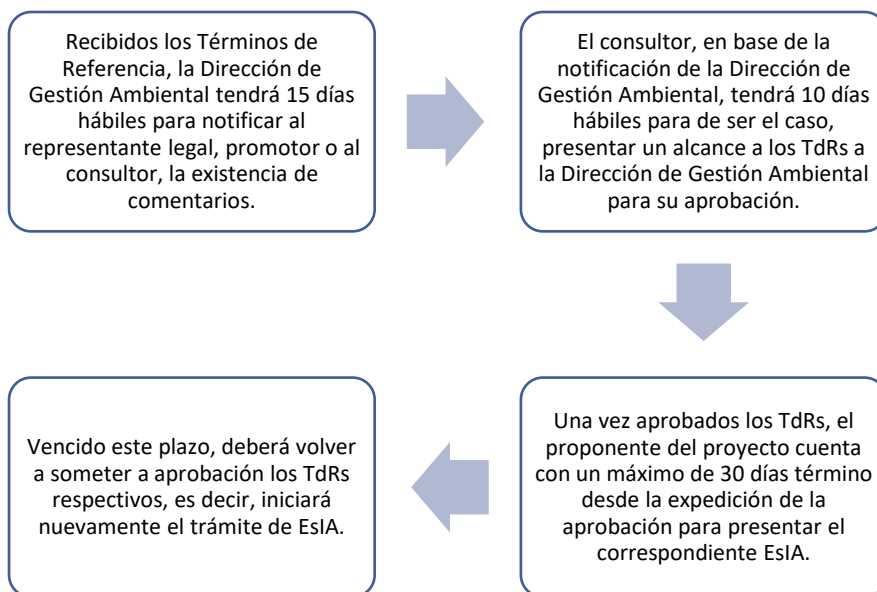 Recibidos los Términos de
Referencia, la Dirección de
Gestión Ambiental tendrá 15 días
hábiles para notificar al
representante legal, promotor o al
consultor, la existencia de
comentarios.
El consultor, en base de la
notificación de la Dirección de
Gestión Ambiental, tendrá 10 días
hábiles para de ser el caso,
presentar un alcance a los TdRs a
la Dirección de Gestión Ambiental
para su aprobación.
Una vez aprobados los TdRs, el
proponente del proyecto cuenta
con un máximo de 30 días término
desde la expedición de la
aprobación para presentar el
correspondiente EsIA.
Vencido este plazo, deberá volver
a someter a aprobación los TdRs
respectivos, es decir, iniciará
nuevamente el trámite de EsIA.